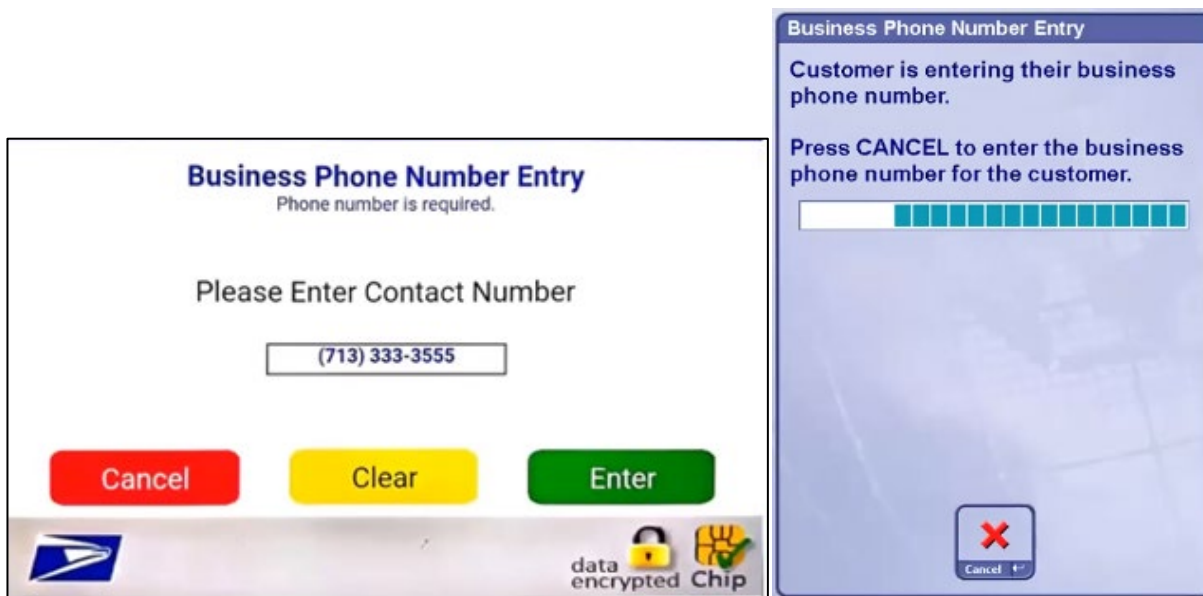 Business Phone Number Entry
Phone number is required.
Please Enter Contact Number
(713) 333-3555
Cancel
Clear
Enter
data
encrypted
Chip
Business Phone Number Entry
Customer is entering their business
phone number.
Press CANCEL to enter the business
phone number for the customer.
Cancel